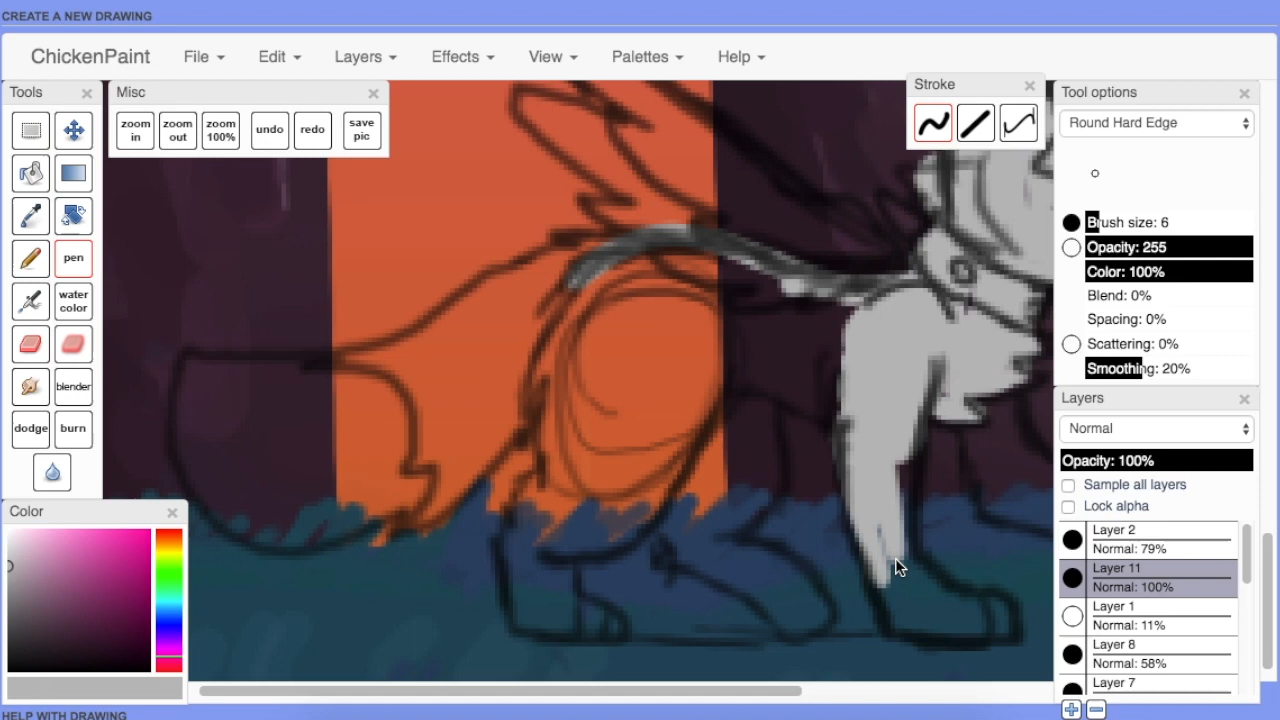 CREATE A NEW DRAWING
ChickenPaint File Edit Layers Effects View Palettes Help
Tools
Misc
zoom in
zoom out
zoom 100%
undo
redo
save pic
Stroke
Tool options
Round Hard Edge
Brush size: 6
Opacity: 255
Color: 100%
Blend: 0%
Spacing: 0%
Scattering: 0%
Smoothing: 20%
pen
water color
blender
dodge
burn
Layers
Normal
Opacity: 100%
Sample all layers
Lock alpha
Layer 2
Normal: 79%
Layer 11
Normal: 100%
Layer 1
Normal: 11%
Layer 8
Normal: 58%
Layer 7
Color
HELP WITH DRAWING